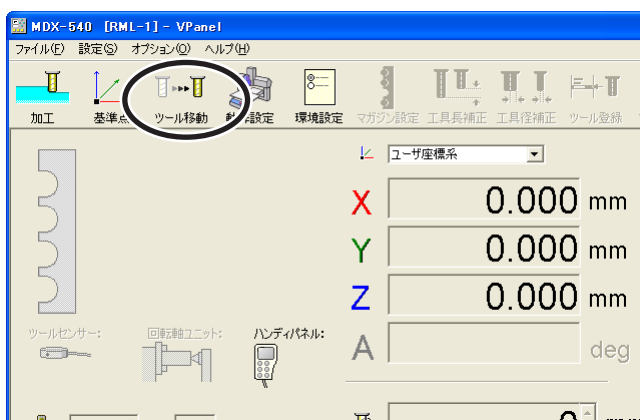 MDX-540 [RML-1] - VPanel
ファイル(F) 設定(S) オプション(O) ヘルプ(H)
加工 基準点 ツール移動 動作設定 環境設定 マガジン設定 工具長補正 工具径補正 ツール登録
ユーザ座標系
X 0.000 mm
Y 0.000 mm
Z 0.000 mm
ツールセンサー: 回転軸ユニット: ハンディパネル:
A deg